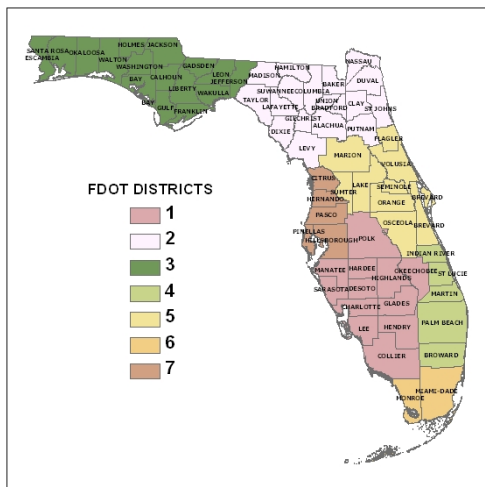 HOLMES JACKSON
SANTA ROSA OKALOOSA
ESCAMBIA
WALTON WASHINGTON
BAY CALHOUN
GADSDEN
LEON
JEFFERSON
LIBERTY
WAKULLA
BAY
GULF FRANKLIN
MADISON
HAMILTON
NASSAU
BAKER
DUVAL
SUWANNEE COLUMBIA
TAYLOR
LAFAYETTE
UNION
BRADFORD
CLAY
ST JOHNS
GILCHRIST
ALACHUA
PUTNAM
DIXIE
FLAGLER
LEVY
MARION
VOLUSIA
CITRUS
LAKE
SUMTER
SEMINOLE
HERNANDO
ORANGE
BREVARD
PASCO
OSCEOLA
BREVARD
PINELLAS
HILLSBOROUGH
POLK
INDIAN RIVER
MANATEE
HARDEE
HIGHLANDS
OKEECHOBEE
ST LUCIE
SARASOTA
DESOTO
MARTIN
CHARLOTTE
GLADES
LEE
HENDRY
PALM BEACH
COLLIER
BROWARD
MONROE
MIAMI-DADE
FDOT DISTRICTS
1
2
3
4
5
6
7